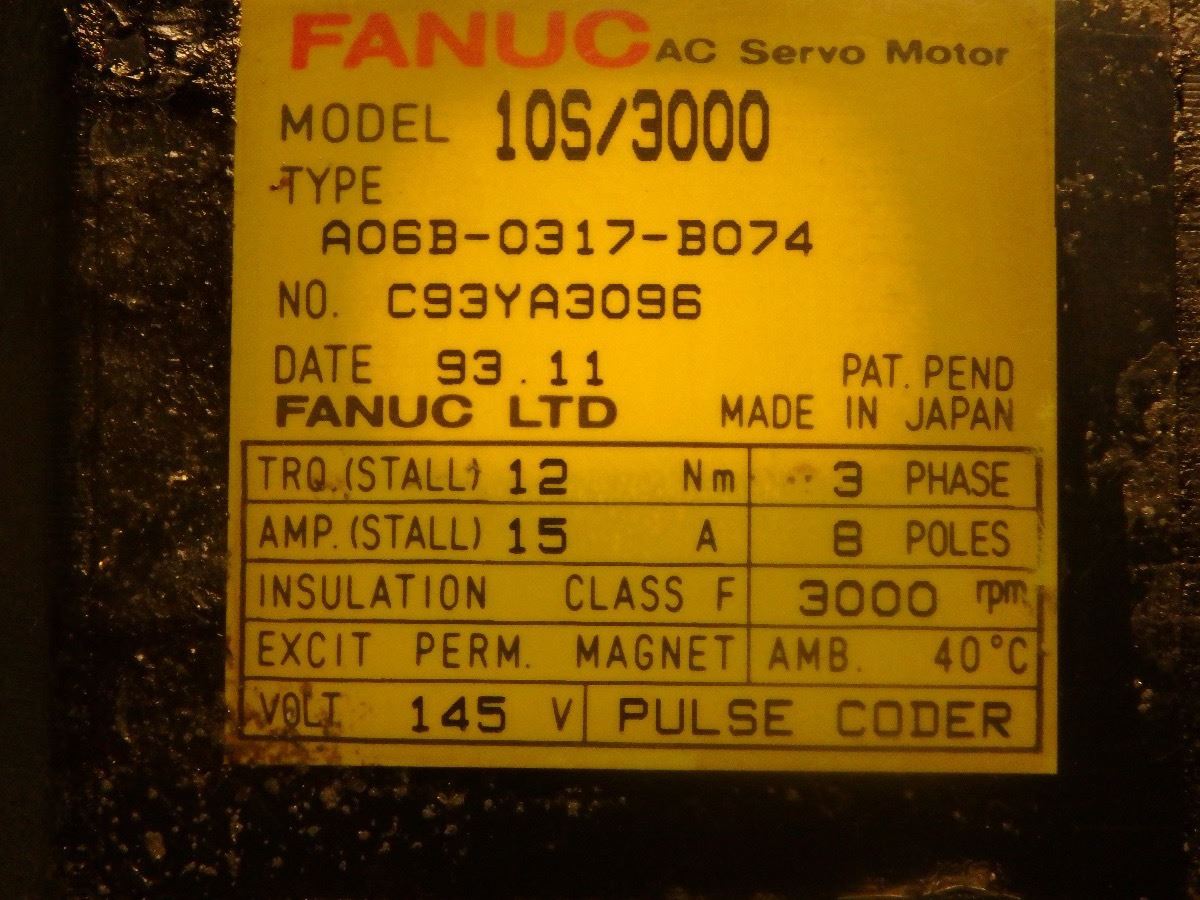 FANUC AC Servo Motor
MODEL 10S/3000
TYPE
A06B-0317-B074
NO. C93YA3096
DATE 93.11 PAT. PEND
FANUC LTD MADE IN JAPAN
TRQ.(STALL) 12 Nm 3 PHASE
AMP.(STALL) 15 A 8 POLES
INSULATION CLASS F 3000 rpm
EXCIT PERM. MAGNET AMB. 40°C
VOLT 145 V PULSE CODER